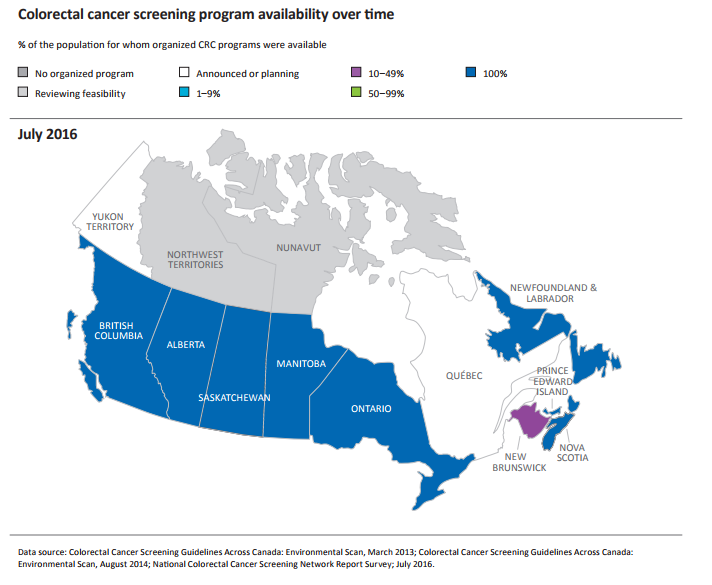 Colorectal cancer screening program availability over time
% of the population for whom organized CRC programs were available
No organized program
Announced or planning
10–49%
100%
Reviewing feasibility
1–9%
50–99%
July 2016
YUKON
TERRITORY
NORTHWEST
TERRITORIES
NUNAVUT
NEWFOUNDLAND &
LABRADOR
BRITISH
COLUMBIA
ALBERTA
MANITOBA
SASKATCHEWAN
ONTARIO
QUÉBEC
PRINCE
EDWARD
ISLAND
NOVA
SCOTIA
NEW
BRUNSWICK
Data source: Colorectal Cancer Screening Guidelines Across Canada: Environmental Scan, March 2013; Colorectal Cancer Screening Guidelines Across Canada:
Environmental Scan, August 2014; National Colorectal Cancer Screening Network Report Survey; July 2016.